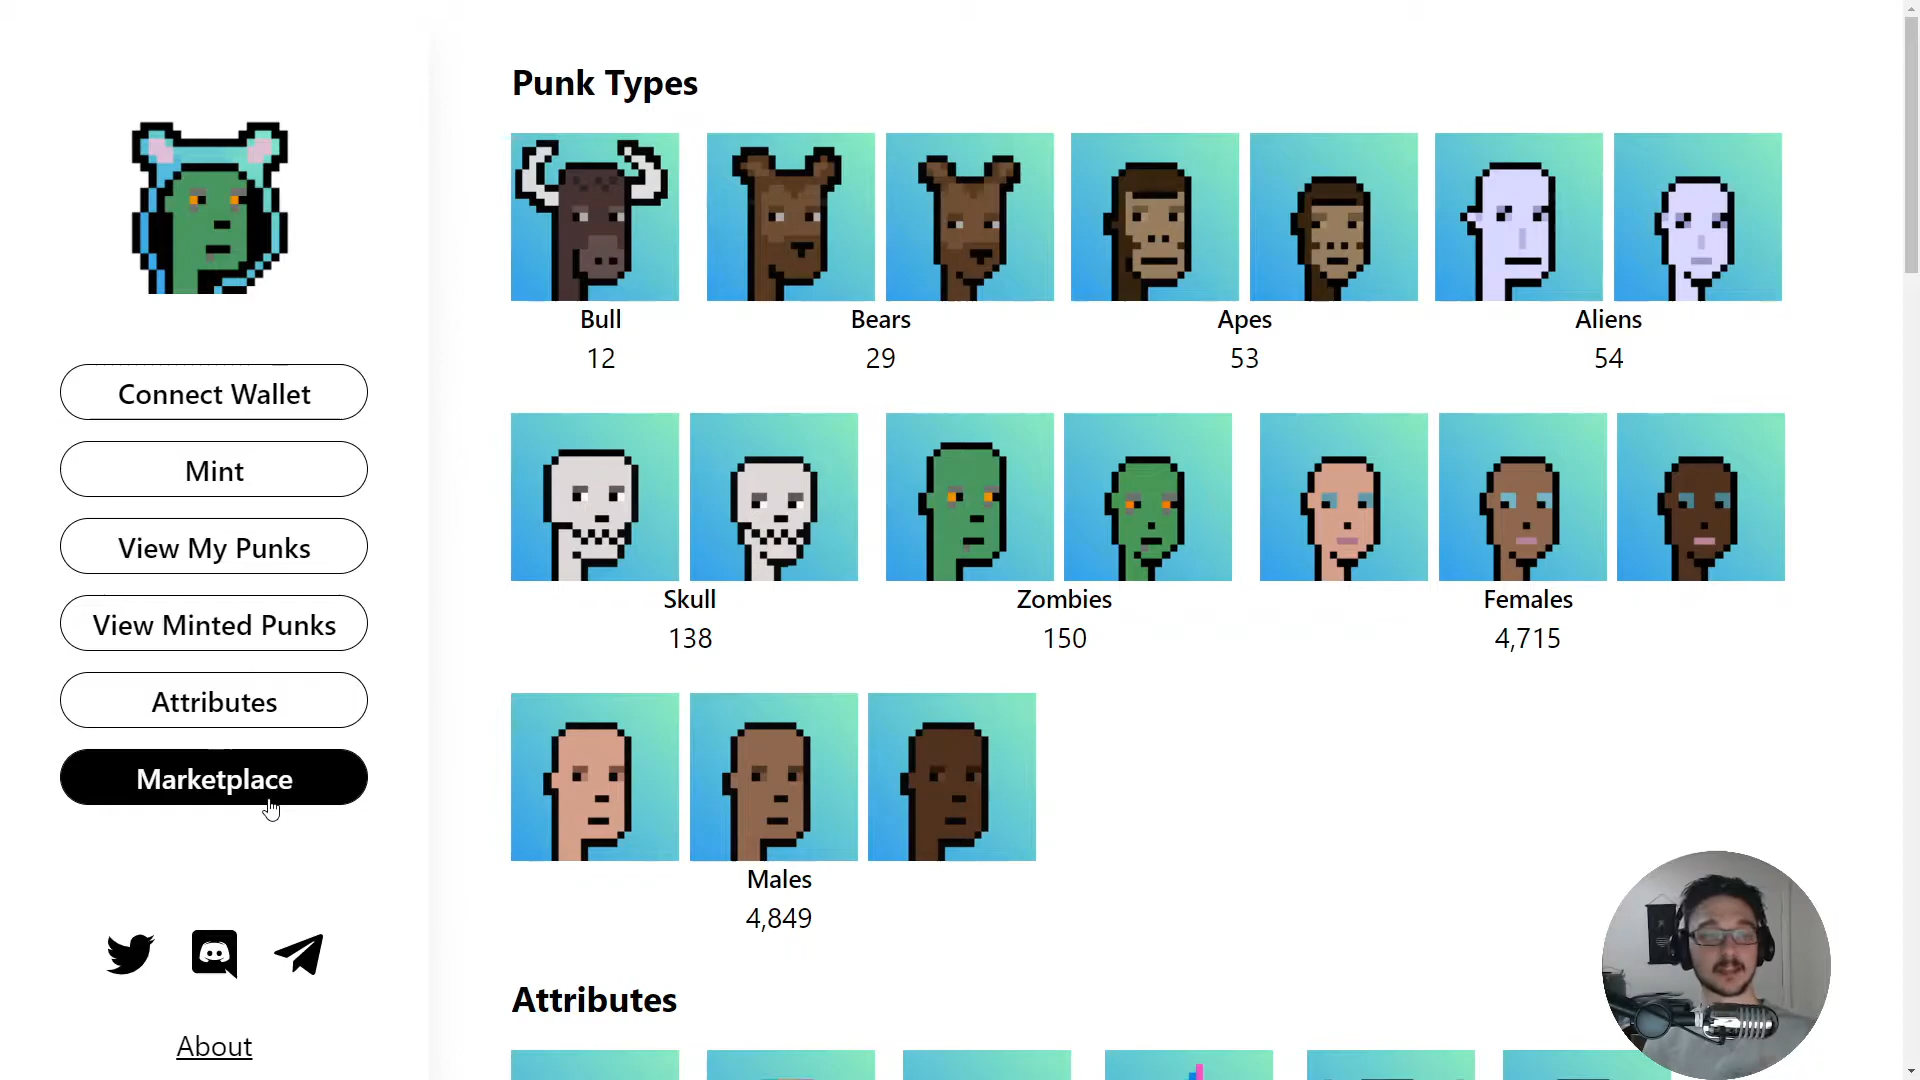 Connect Wallet
Mint
View My Punks
View Minted Punks
Attributes
Marketplace
About
Punk Types
Bull
12
Bears
29
Apes
53
Aliens
54
Skull
138
Zombies
150
Females
4,715
Males
4,849
Attributes